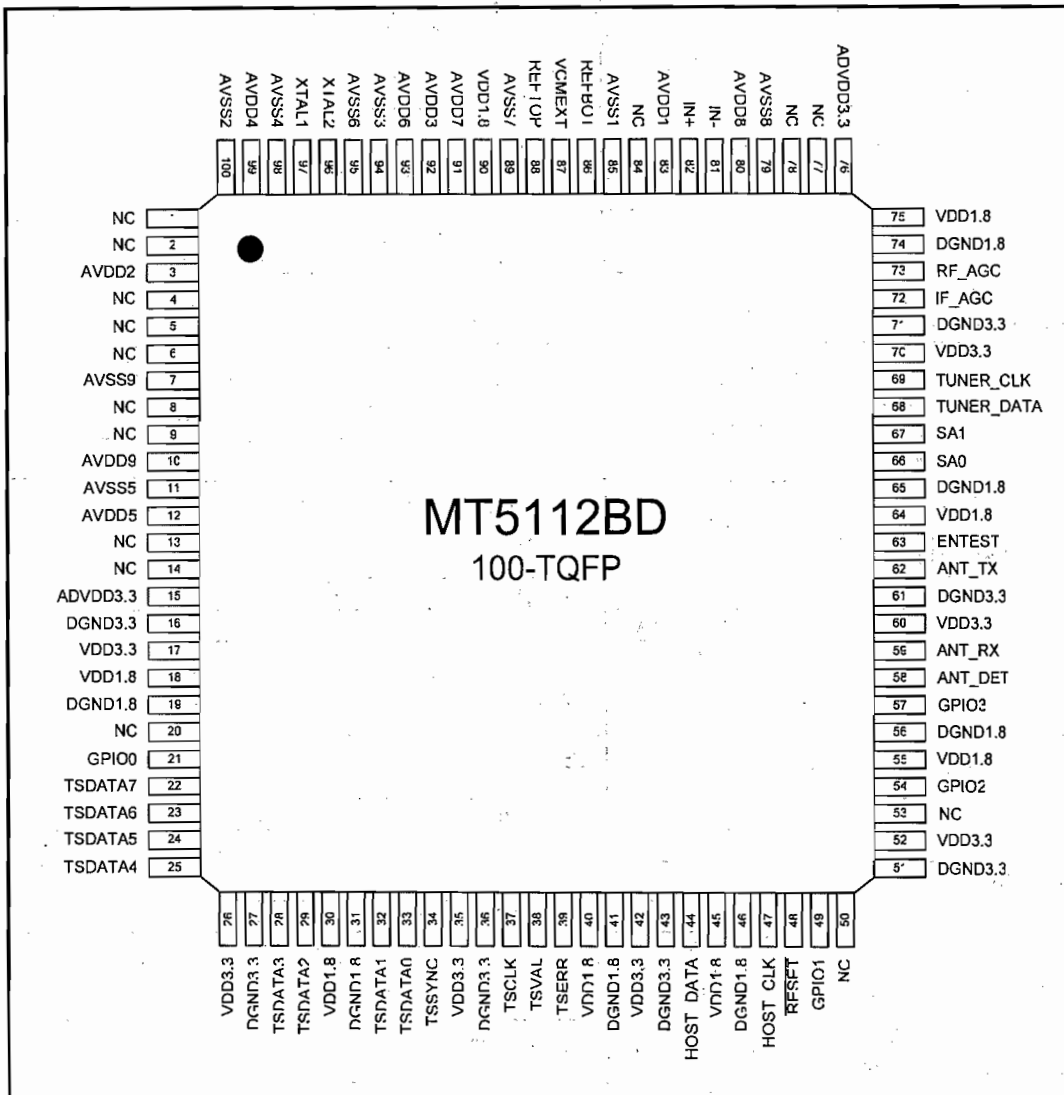 AVSS2 AVDD4 AVSS4 XTAL1 XTAL2 AVSS6 AVSS3 AVDD6 AVDD3 AVDD7 VDD1.8 AVSS7 REFTOP VCMEXT REFBOT AVSS1 NC AVDD1 IN+ IN- AVDD8 AVSS8 NC NC ADVDD3.3
100 99 98 97 96 95 94 93 92 91 90 89 88 87 86 85 84 83 82 81 80 79 78 77 76
NC 1
NC 2
AVDD2 3
NC 4
NC 5
NC 6
AVSS9 7
NC 8
NC 9
AVDD9 10
AVSS5 11
AVDD5 12
NC 13
NC 14
ADVDD3.3 15
DGND3.3 16
VDD3.3 17
VDD1.8 18
DGND1.8 19
NC 20
GPIO0 21
TSDATA7 22
TSDATA6 23
TSDATA5 24
TSDATA4 25
MT5112BD
100-TQFP
75 VDD1.8
74 DGND1.8
73 RF_AGC
72 IF_AGC
71 DGND3.3
70 VDD3.3
69 TUNER_CLK
68 TUNER_DATA
67 SA1
66 SA0
65 DGND1.8
64 VDD1.8
63 ENTEST
62 ANT_TX
61 DGND3.3
60 VDD3.3
59 ANT_RX
58 ANT_DET
57 GPIO3
56 DGND1.8
55 VDD1.8
54 GPIO2
53 NC
52 VDD3.3
51 DGND3.3
26 27 28 29 30 31 32 33 34 35 36 37 38 39 40 41 42 43 44 45 46 47 48 49 50
VDD3.3 DGND3.3 TSDATA3 TSDATA2 VDD1.8 DGND1.8 TSDATA1 TSDATA0 TSSYNC VDD3.3 DGND3.3 TSCLK TSVAL TSERR VDD1.8 DGND1.8 VDD3.3 DGND3.3 HOST_DATA VDD1.8 DGND1.8 HOST_CLK RESET GPIO1 NC